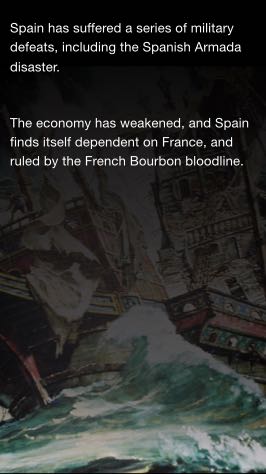 Spain has suffered a series of military
defeats, including the Spanish Armada
disaster.
The economy has weakened, and Spain
finds itself dependent on France, and
ruled by the French Bourbon bloodline.